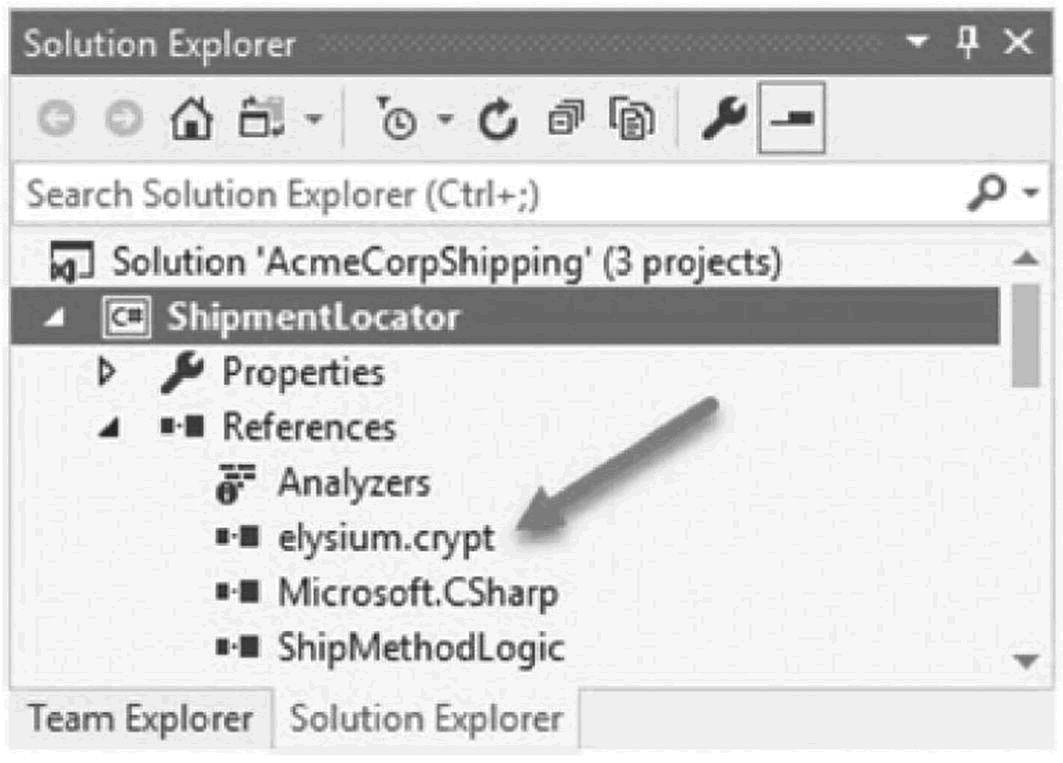 Solution Explorer
Search Solution Explorer (Ctrl+;)
Solution 'AcmeCorpShipping' (3 projects)
C# ShipmentLocator
Properties
References
Analyzers
elysium.crypt
Microsoft.CSharp
ShipMethodLogic
Team Explorer Solution Explorer